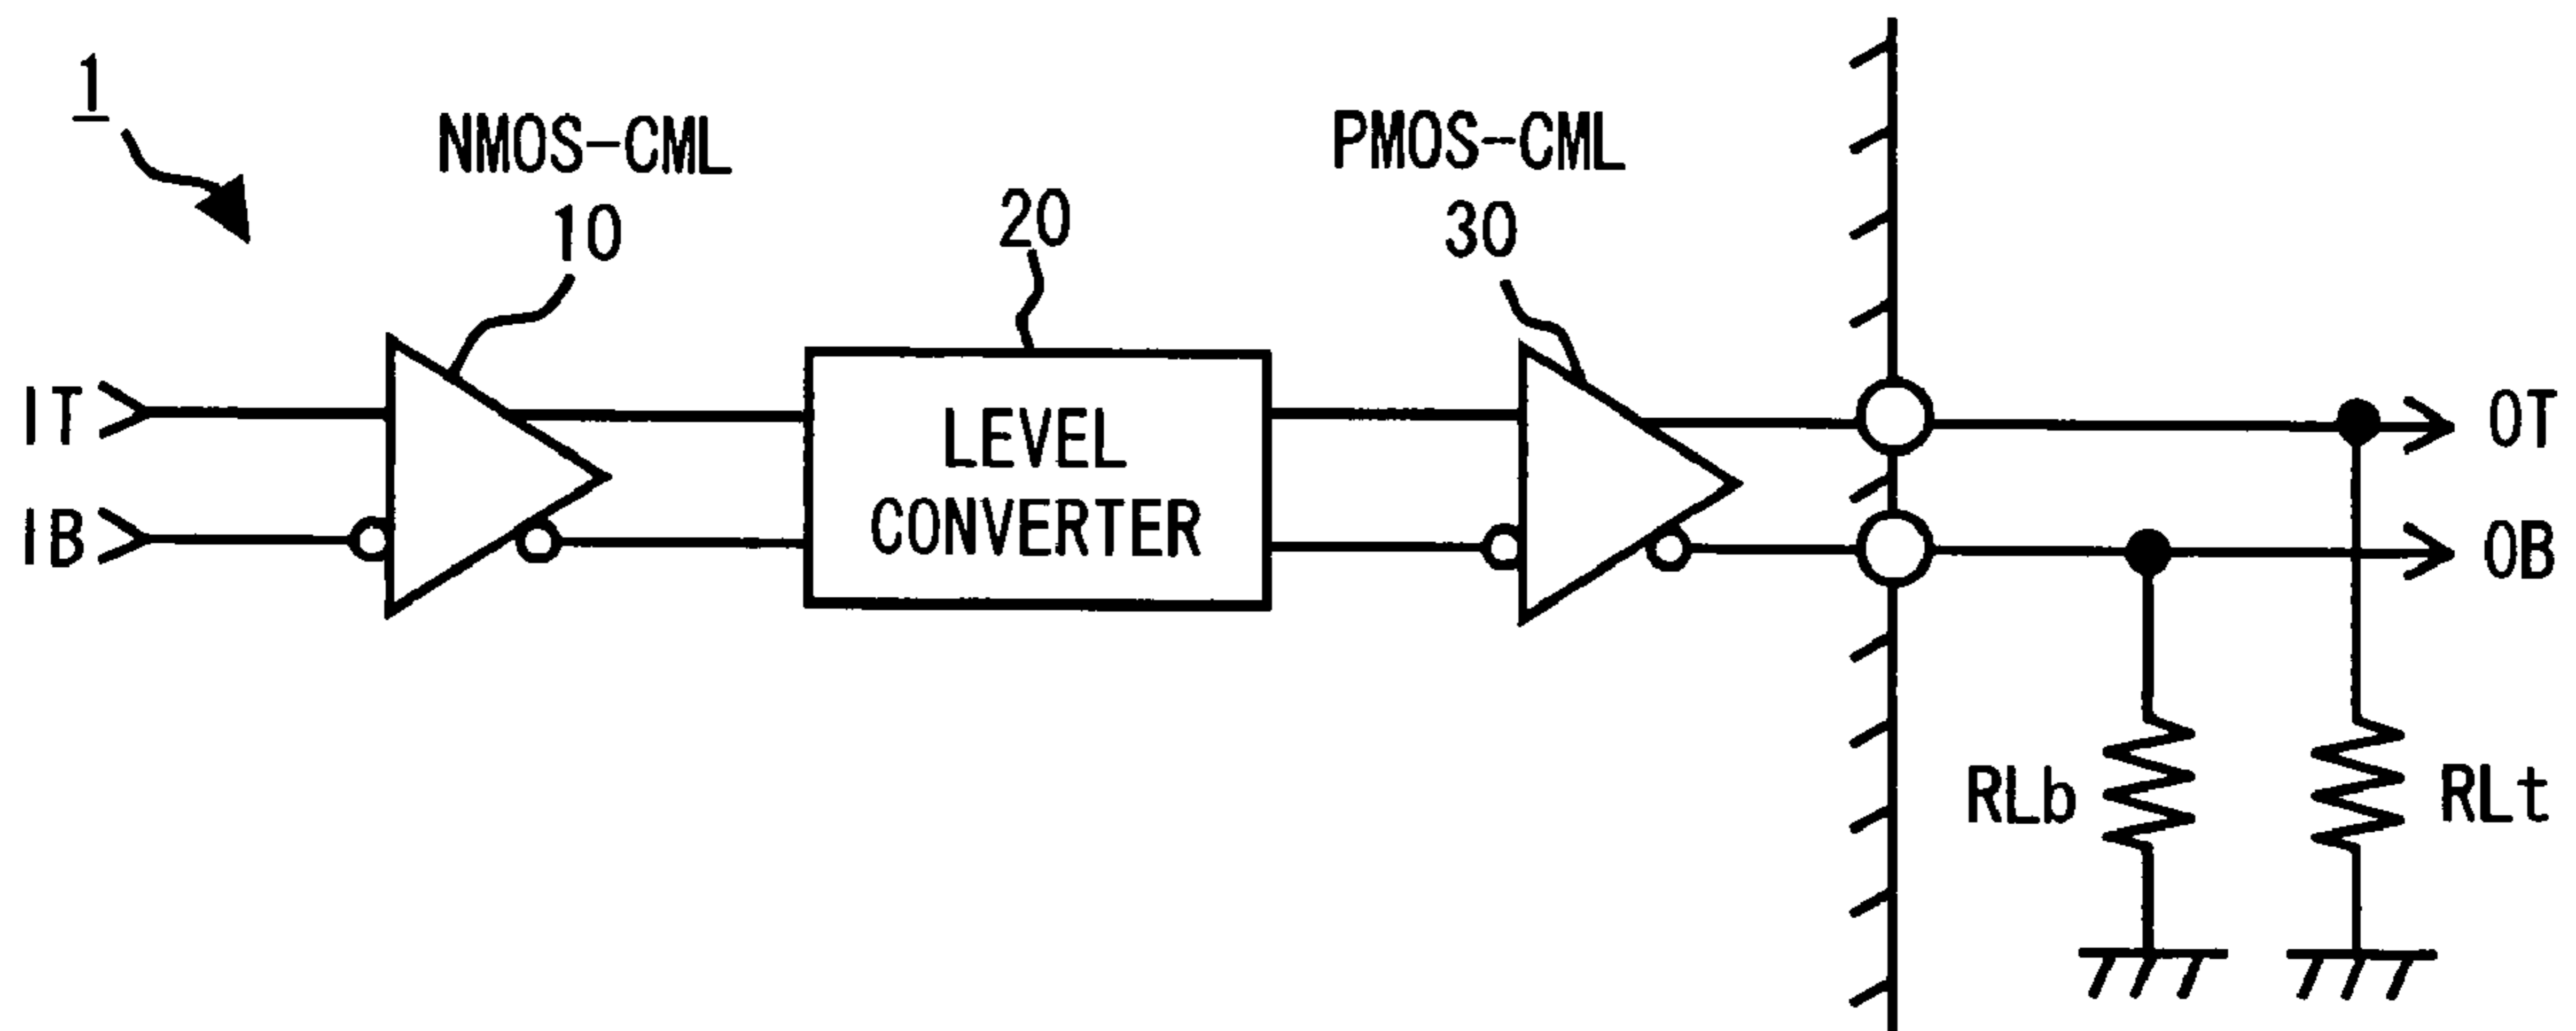 1
NMOS-CML
10
20
PMOS-CML
30
IT
IB
LEVEL
CONVERTER
OT
OB
RLb
RLt